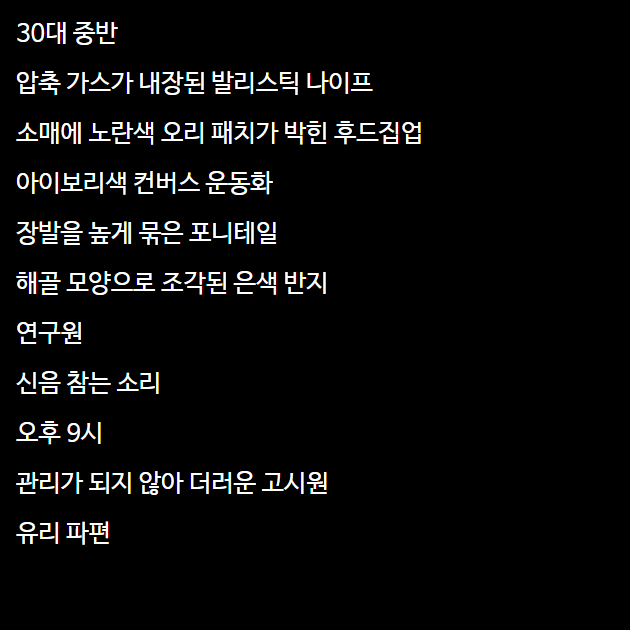 30대 중반
압축 가스가 내장된 발리스틱 나이프
소매에 노란색 오리 패치가 박힌 후드집업
아이보리색 컨버스 운동화
장발을 높게 묶은 포니테일
해골 모양으로 조각된 은색 반지
연구원
신음 참는 소리
오후 9시
관리가 되지 않아 더러운 고시원
유리 파편